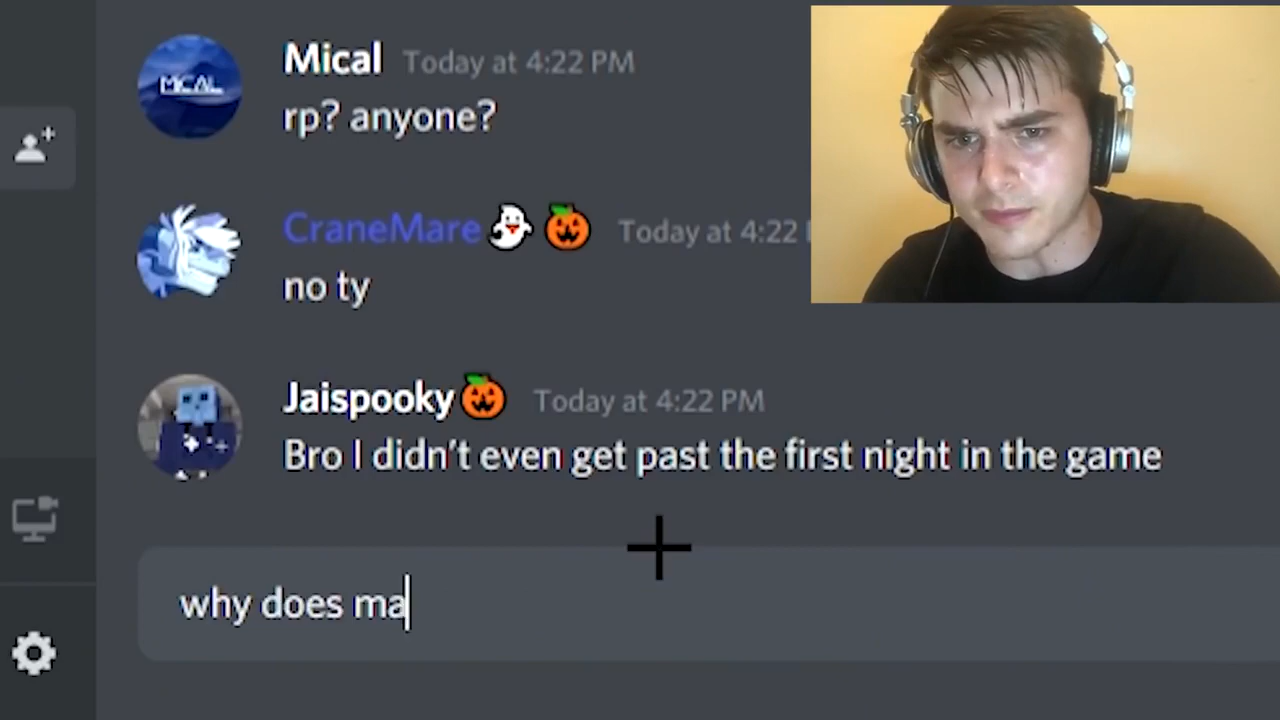 Mical Today at 4:22 PM
MICAL
rp? anyone?
CraneMare👻🎃 Today at 4:22
no ty
Jaispooky🎃 Today at 4:22 PM
Bro I didn't even get past the first night in the game
why does ma